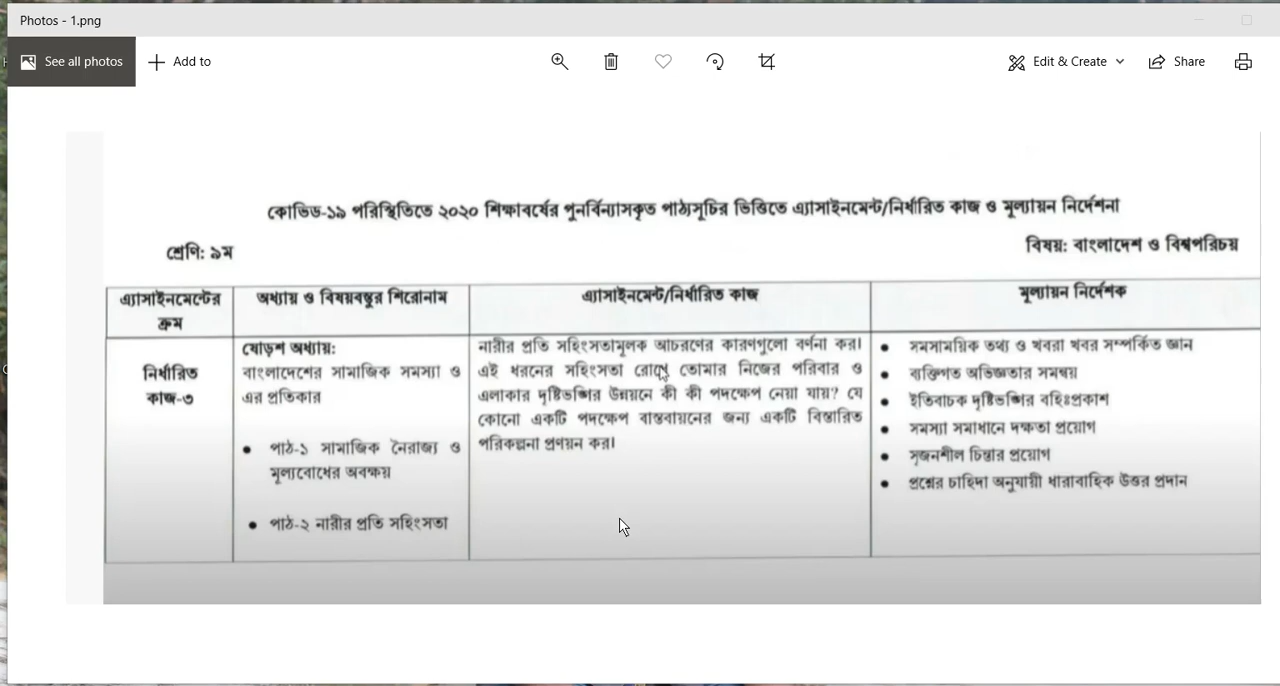 Photos - 1.png
See all photos
Add to
Edit & Create
Share
কোভিড-১৯ পরিস্থিতিতে ২০২০ শিক্ষাবর্ষের পুনর্বিন্যাসকৃত পাঠ্যসূচির ভিত্তিতে এ্যাসাইনমেন্ট/নির্ধারিত কাজ ও মূল্যায়ন নির্দেশনা
শ্রেণি: ৯ম
বিষয়: বাংলাদেশ ও বিশ্বপরিচয়
এ্যাসাইনমেন্টের
ক্রম
অধ্যায় ও বিষয়বস্তুর শিরোনাম
এ্যাসাইনমেন্ট/নির্ধারিত কাজ
মূল্যায়ন নির্দেশক
নির্ধারিত
কাজ-৩
ষোড়শ অধ্যায়:
বাংলাদেশের সামাজিক সমস্যা ও
এর প্রতিকার
• পাঠ-১ সামাজিক নৈরাজ্য ও
মূল্যবোধের অবক্ষয়
• পাঠ-২ নারীর প্রতি সহিংসতা
নারীর প্রতি সহিংসতামূলক আচরণের কারণগুলো বর্ণনা কর।
এই ধরনের সহিংসতা রোধে তোমার নিজের পরিবার ও
এলাকার দৃষ্টিভঙ্গির উন্নয়নে কী কী পদক্ষেপ নেয়া যায়? যে
কোনো একটি পদক্ষেপ বাস্তবায়নের জন্য একটি বিস্তারিত
পরিকল্পনা প্রণয়ন কর।
• সমসাময়িক তথ্য ও খবরা খবর সম্পর্কিত জ্ঞান
• ব্যক্তিগত অভিজ্ঞতার সমন্বয়
• ইতিবাচক দৃষ্টিভঙ্গির বহিঃপ্রকাশ
• সমস্যা সমাধানে দক্ষতা প্রয়োগ
• সৃজনশীল চিন্তার প্রয়োগ
• প্রশ্নের চাহিদা অনুযায়ী ধারাবাহিক উত্তর প্রদান